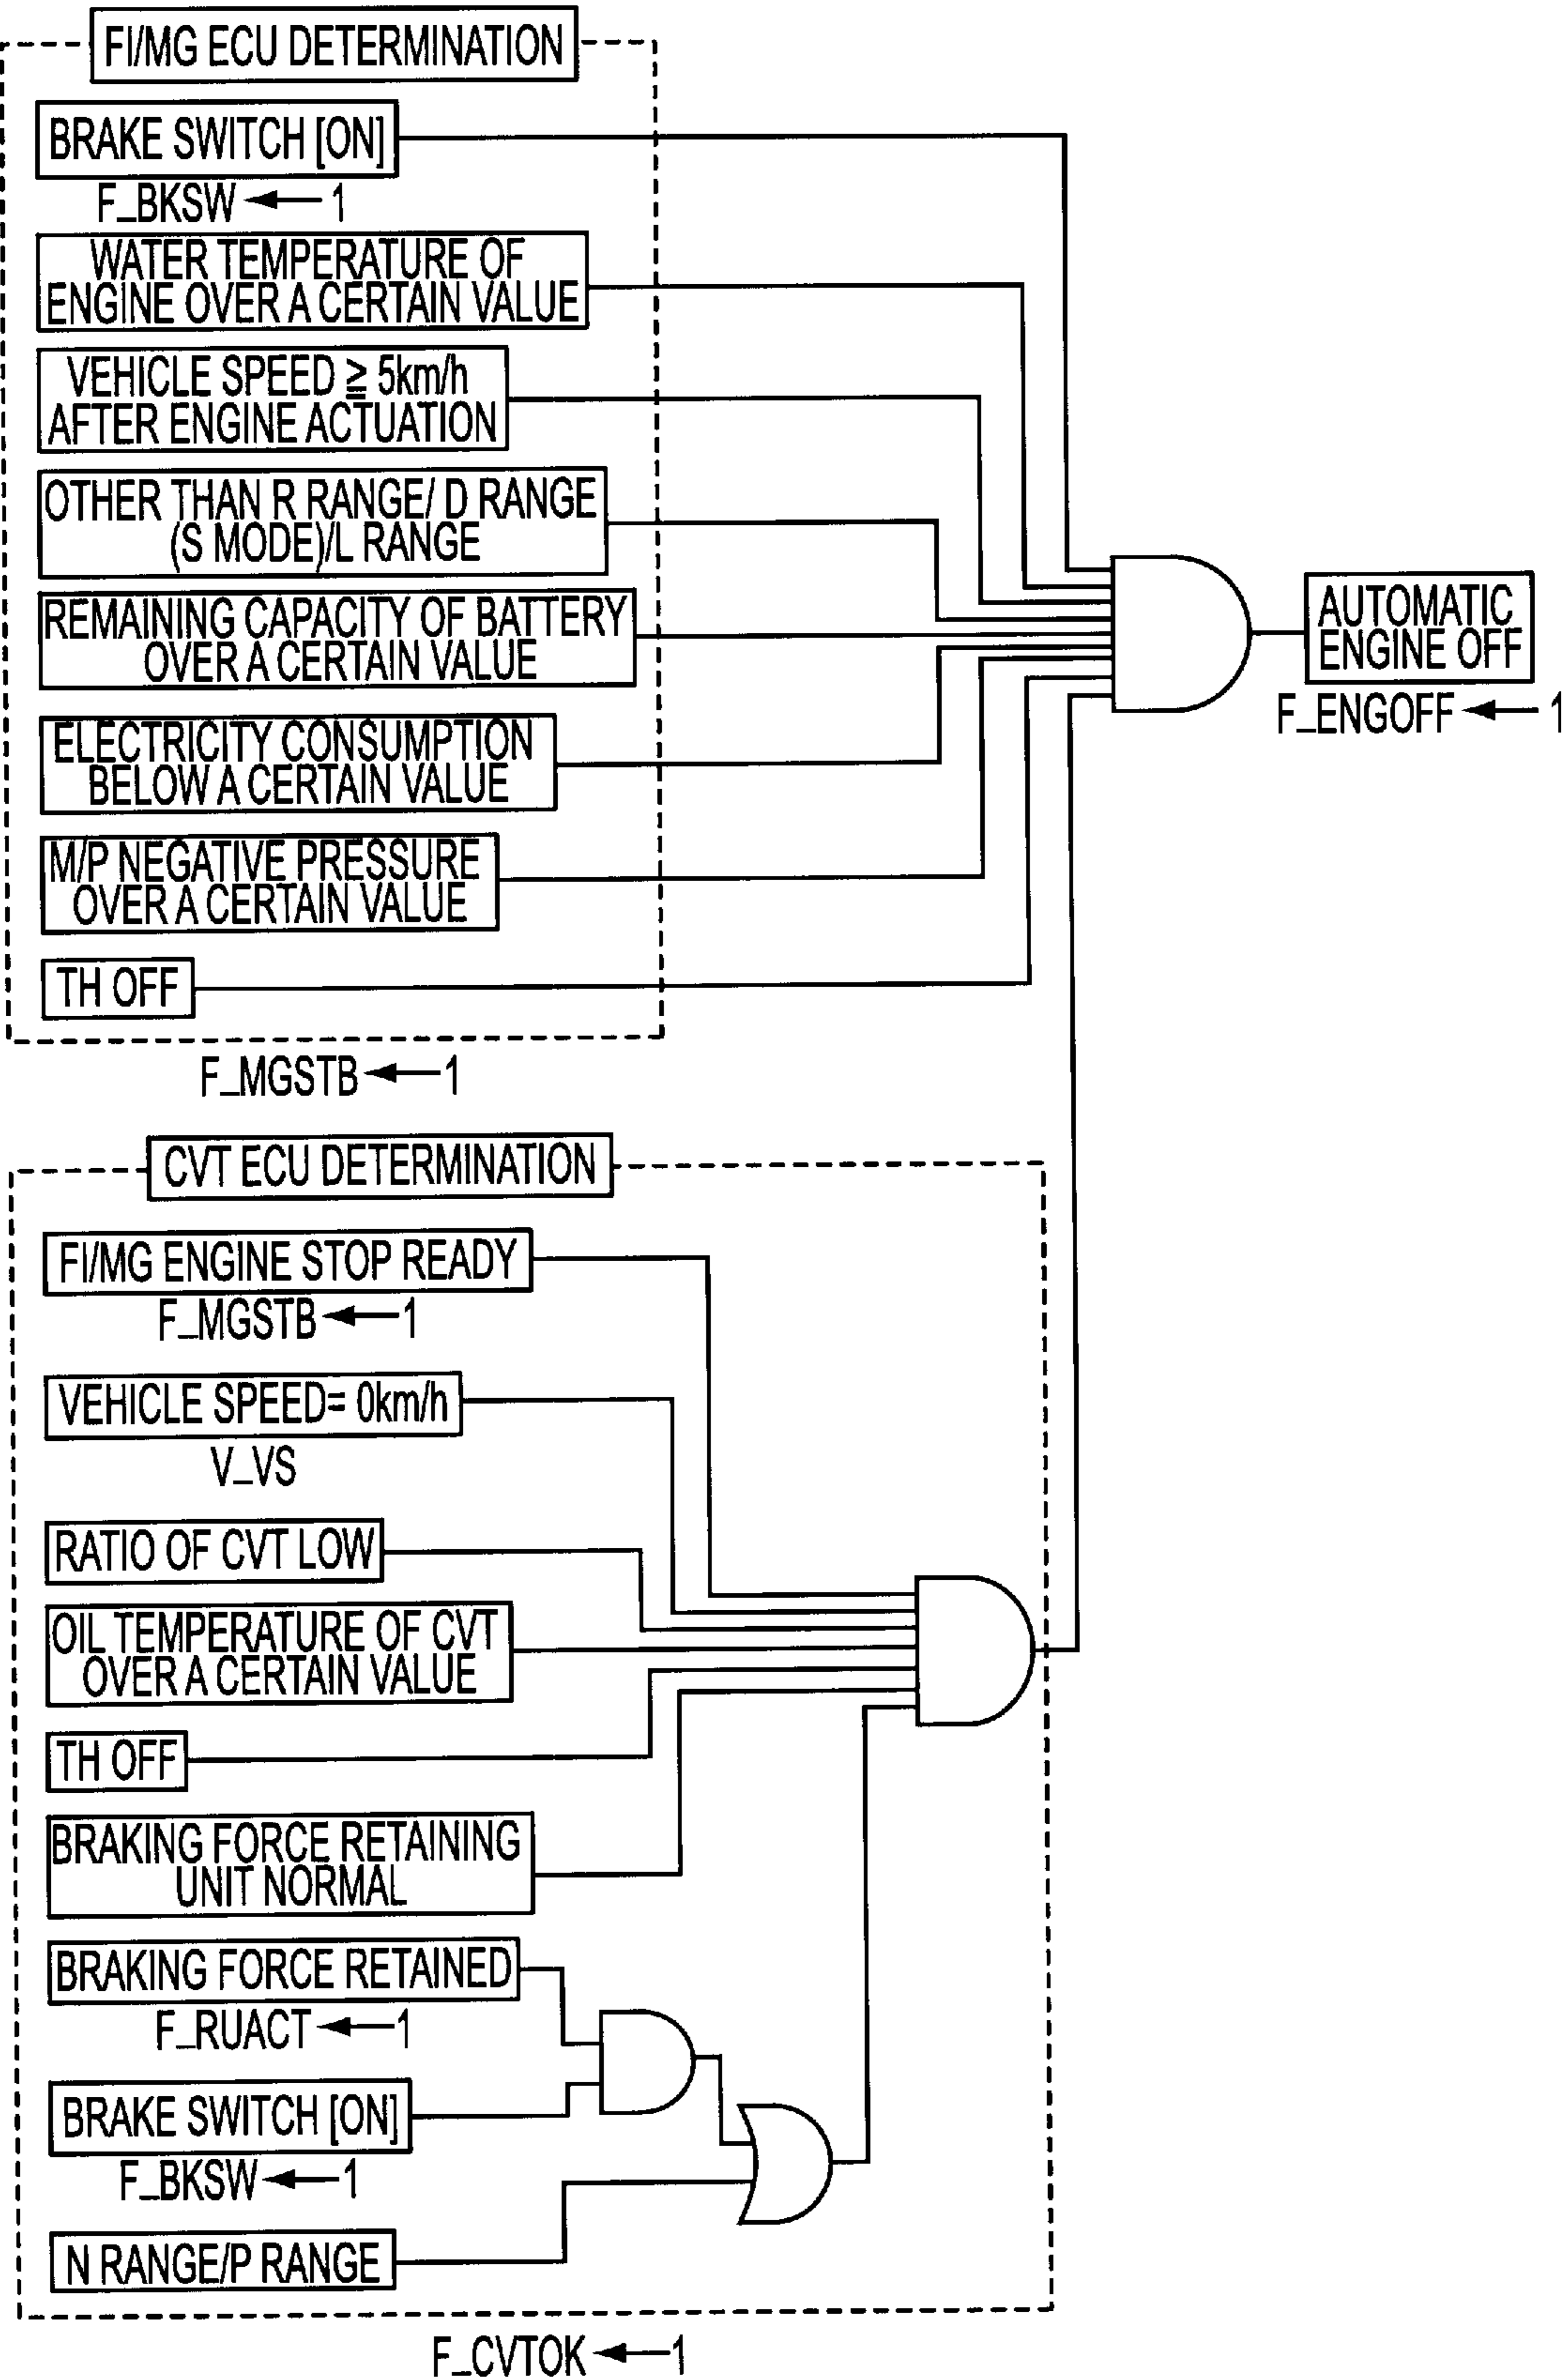 FI/MG ECU DETERMINATION
BRAKE SWITCH [ON]
F_BKSW ← 1
WATER TEMPERATURE OF
ENGINE OVER A CERTAIN VALUE
VEHICLE SPEED ≧ 5km/h
AFTER ENGINE ACTUATION
OTHER THAN R RANGE/ D RANGE
(S MODE)/L RANGE
REMAINING CAPACITY OF BATTERY
OVER A CERTAIN VALUE
ELECTRICITY CONSUMPTION
BELOW A CERTAIN VALUE
M/P NEGATIVE PRESSURE
OVER A CERTAIN VALUE
TH OFF
F_MGSTB ← 1
AUTOMATIC
ENGINE OFF
F_ENGOFF ← 1
CVT ECU DETERMINATION
FI/MG ENGINE STOP READY
F_MGSTB ← 1
VEHICLE SPEED= 0km/h
V_VS
RATIO OF CVT LOW
OIL TEMPERATURE OF CVT
OVER A CERTAIN VALUE
TH OFF
BRAKING FORCE RETAINING
UNIT NORMAL
BRAKING FORCE RETAINED
F_RUACT ← 1
BRAKE SWITCH [ON]
F_BKSW ← 1
N RANGE/P RANGE
F_CVTOK ← 1